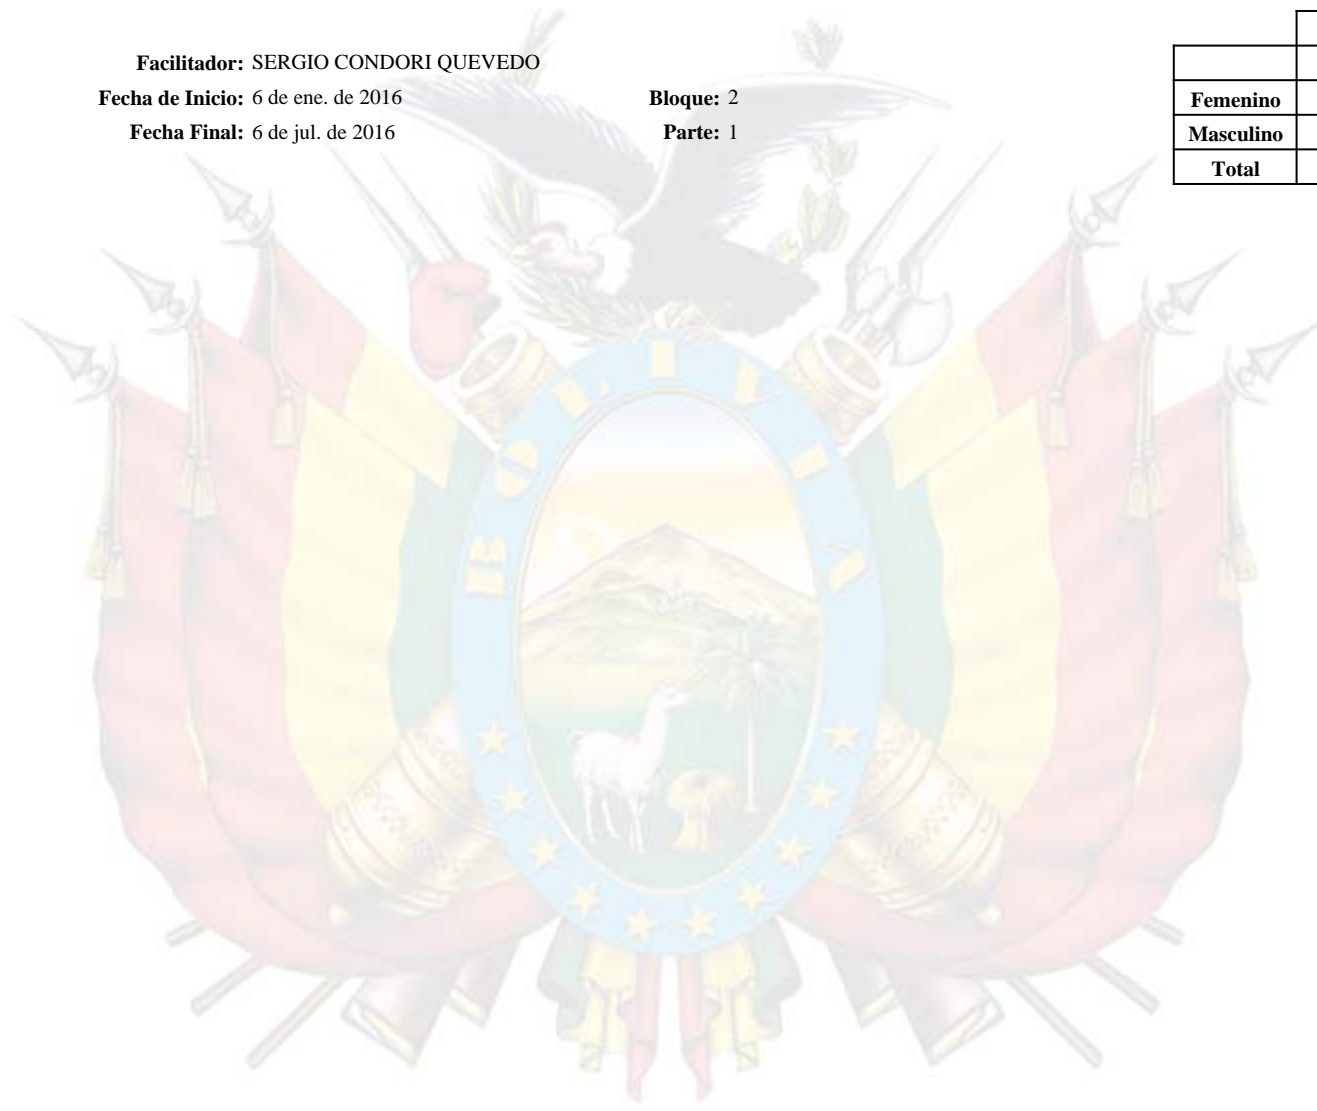 Facilitador: SERGIO CONDORI QUEVEDO
Fecha de Inicio: 6 de ene. de 2016 Bloque: 2
Fecha Final: 6 de jul. de 2016 Parte: 1
Femenino
Masculino
Total
BOLIVIA